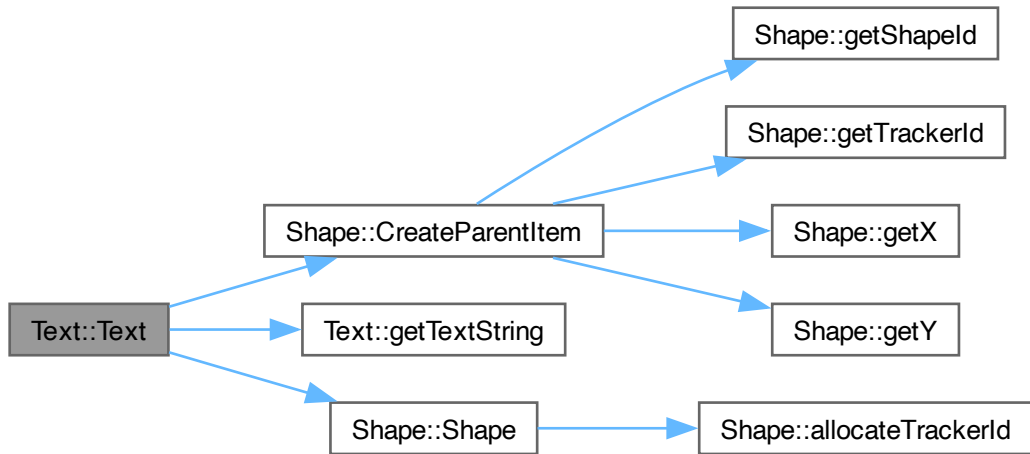 Shape::getShapeId
Shape::getTrackerId
Shape::CreateParentItem
Shape::getX
Text::Text
Text::getTextString
Shape::getY
Shape::Shape
Shape::allocateTrackerId